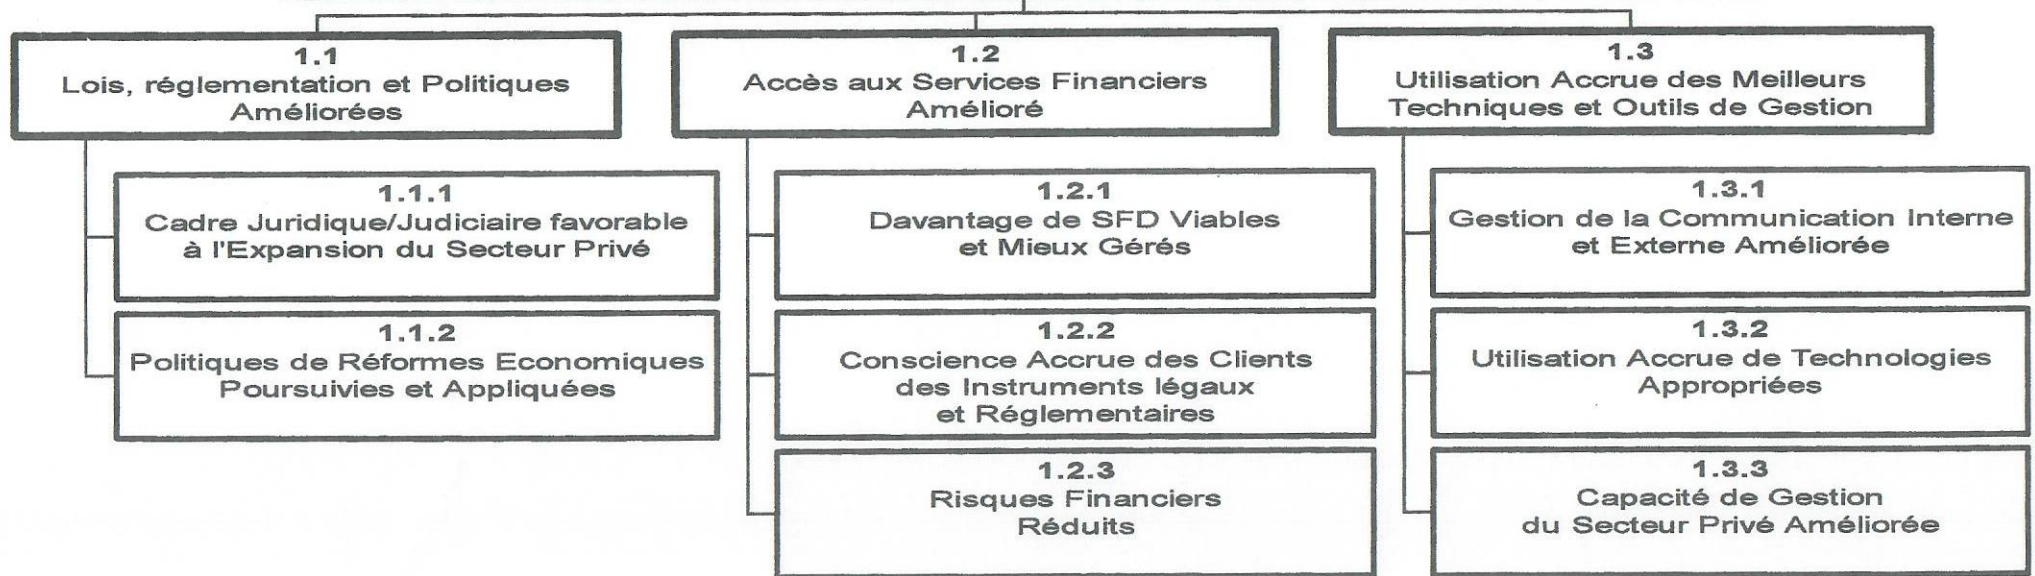 1.1
Lois, réglementation et Politiques
Améliorées
1.1.1
Cadre Juridique/Judiciaire favorable
à l'Expansion du Secteur Privé
1.1.2
Politiques de Réformes Economiques
Poursuivies et Appliquées
1.2
Accès aux Services Financiers
Amélioré
1.2.1
Davantage de SFD Viables
et Mieux Gérés
1.2.2
Conscience Accrue des Clients
des Instruments légaux
et Réglementaires
1.2.3
Risques Financiers
Réduits
1.3
Utilisation Accrue des Meilleurs
Techniques et Outils de Gestion
1.3.1
Gestion de la Communication Interne
et Externe Améliorée
1.3.2
Utilisation Accrue de Technologies
Appropriées
1.3.3
Capacité de Gestion
du Secteur Privé Améliorée